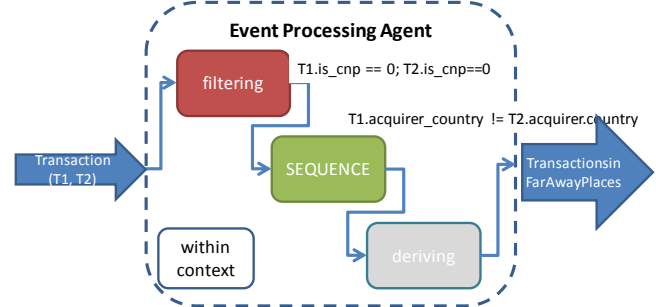 Event Processing Agent
filtering
T1.is_cnp == 0; T2.is_cnp==0
T1.acquirer_country != T2.acquirer.country
Transaction
(T1, T2)
SEQUENCE
Transactionsin
FarAwayPlaces
within
context
deriving